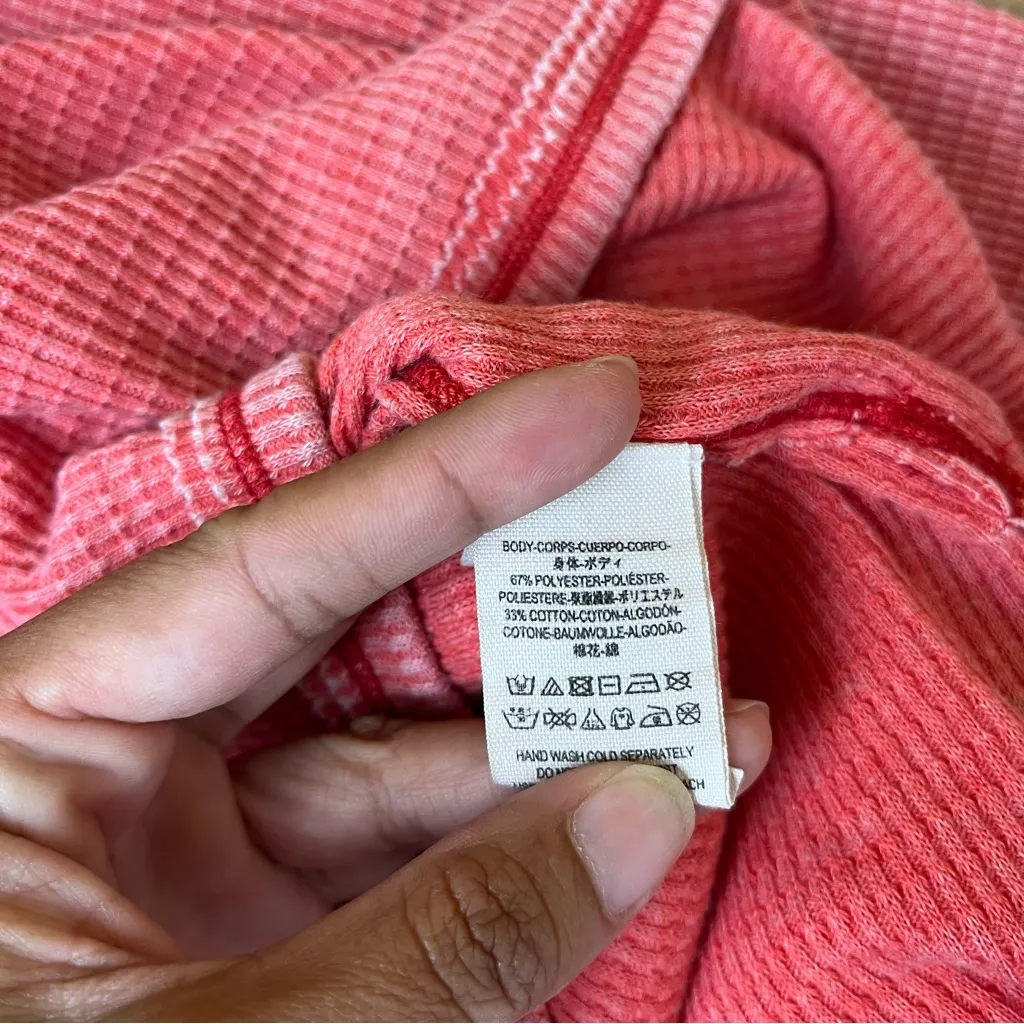 BODY-CORPS-CUERPO-CORPO-
身体-ボディ
67% POLYESTER-POLIÉSTER-
POLIESTERE-聚酯纖維-ポリエステル
33% COTTON-COTON-ALGODÓN-
COTONE-BAUMWOLLE-ALGODÃO-
棉花-綿
HAND WASH COLD SEPARATELY
DO